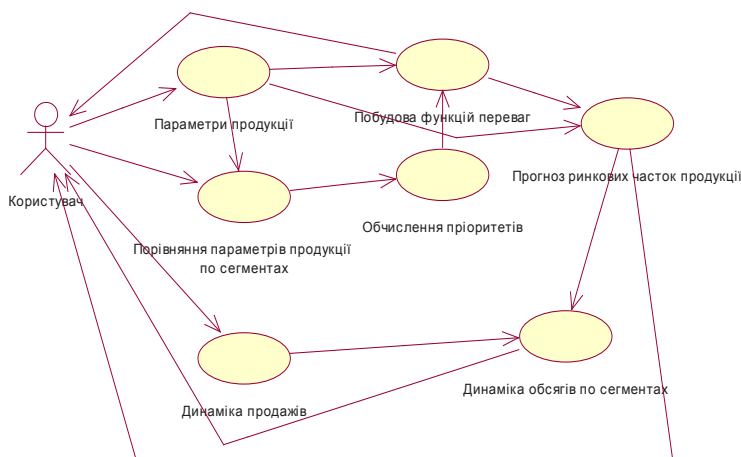 Параметри продукції
Побудова функцій переваг
Прогноз ринкових часток продукції
Користувач
Обчислення пріоритетів
Порівняння параметрів продукції
по сегментах
Динаміка обсягів по сегментах
Динаміка продажів